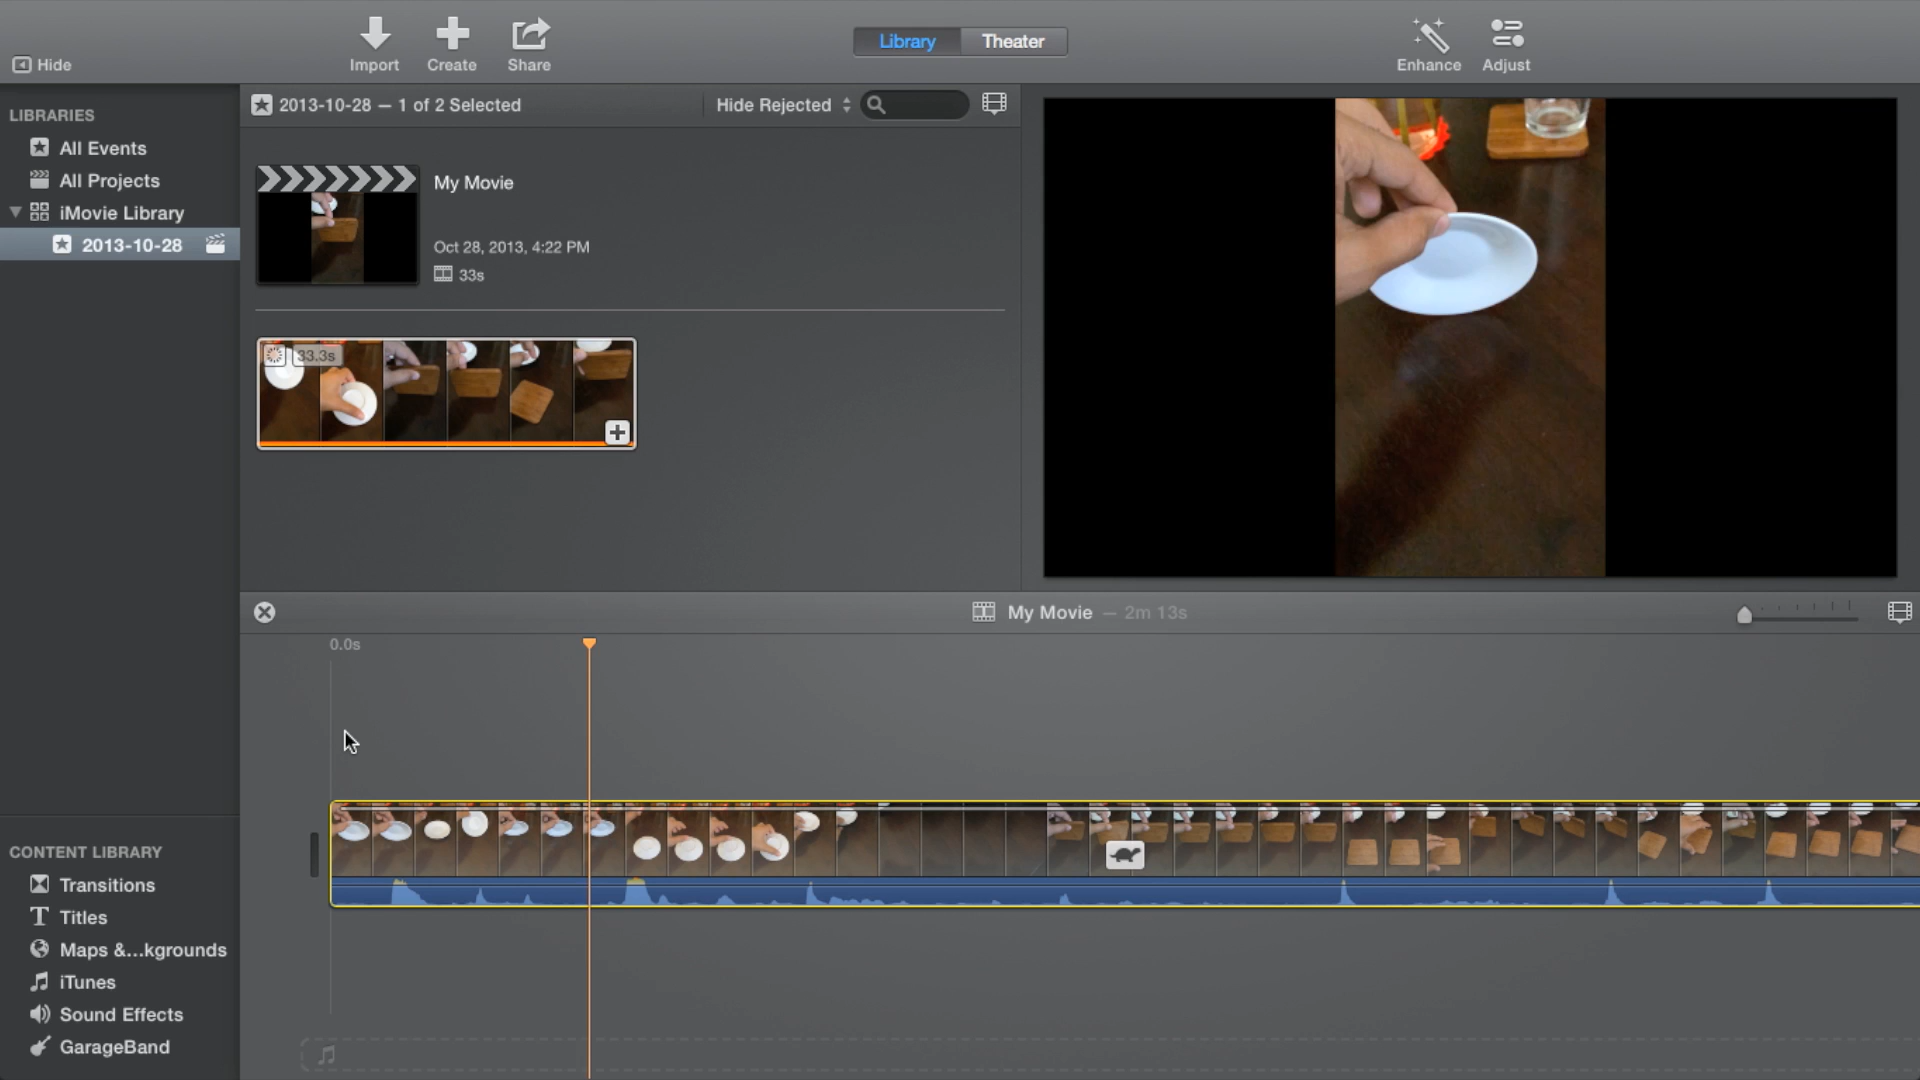 Hide
Import
Create
Share
Library
Theater
Enhance
Adjust
LIBRARIES
All Events
All Projects
iMovie Library
2013-10-28
2013-10-28 — 1 of 2 Selected
Hide Rejected
My Movie
Oct 28, 2013, 4:22 PM
33s
33.3s
My Movie — 2m 13s
0.0s
CONTENT LIBRARY
Transitions
T Titles
Maps &...kgrounds
iTunes
Sound Effects
GarageBand